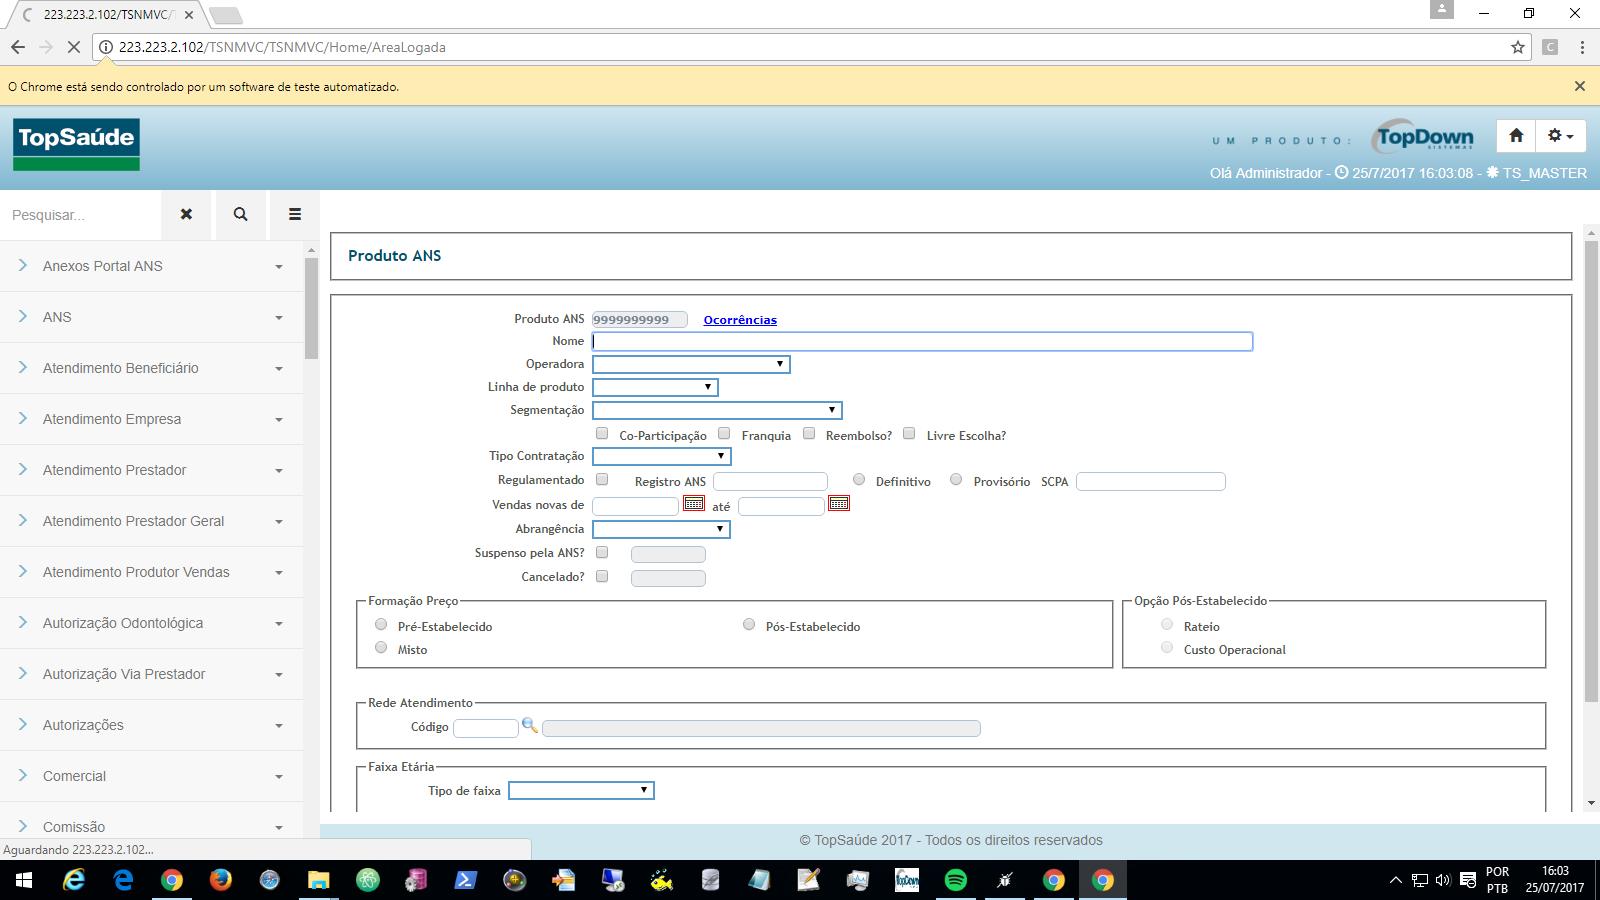 223.223.2.102/TSNMVC/T
223.223.2.102/TSNMVC/TSNMVC/Home/AreaLogada
C
O Chrome está sendo controlado por um software de teste automatizado.
TopSaúde
UM PRODUTO:
TopDown
SISTEMAS
Olá Administrador - 25/7/2017 16:03:08 - TS_MASTER
Pesquisar...
Anexos Portal ANS
ANS
Atendimento Beneficiário
Atendimento Empresa
Atendimento Prestador
Atendimento Prestador Geral
Atendimento Produtor Vendas
Autorização Odontológica
Autorização Via Prestador
Autorizações
Comercial
Comissão
Produto ANS
Produto ANS 9999999999 Ocorrências
Nome
Operadora
Linha de produto
Segmentação
Co-Participação Franquia Reembolso? Livre Escolha?
Tipo Contratação
Regulamentado Registro ANS Definitivo Provisório SCPA
Vendas novas de até
Abrangência
Suspenso pela ANS?
Cancelado?
Formação Preço
Pré-Estabelecido Pós-Estabelecido
Misto
Opção Pós-Estabelecido
Rateio
Custo Operacional
Rede Atendimento
Código
Faixa Etária
Tipo de faixa
© TopSaúde 2017 - Todos os direitos reservados
Aguardando 223.223.2.102...
TopDown
POR
PTB
16:03
25/07/2017